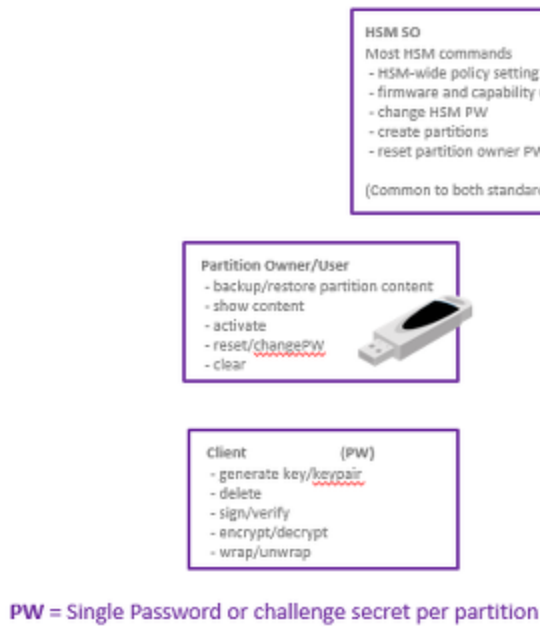 HSM SO
Most HSM commands
- HSM-wide policy setting
- firmware and capability
- change HSM PW
- create partitions
- reset partition owner PW
(Common to both standard
Partition Owner/User
- backup/restore partition content
- show content
- activate
- reset/changePW
- clear
Client (PW)
- generate key/keypair
- delete
- sign/verify
- encrypt/decrypt
- wrap/unwrap
PW = Single Password or challenge secret per partition